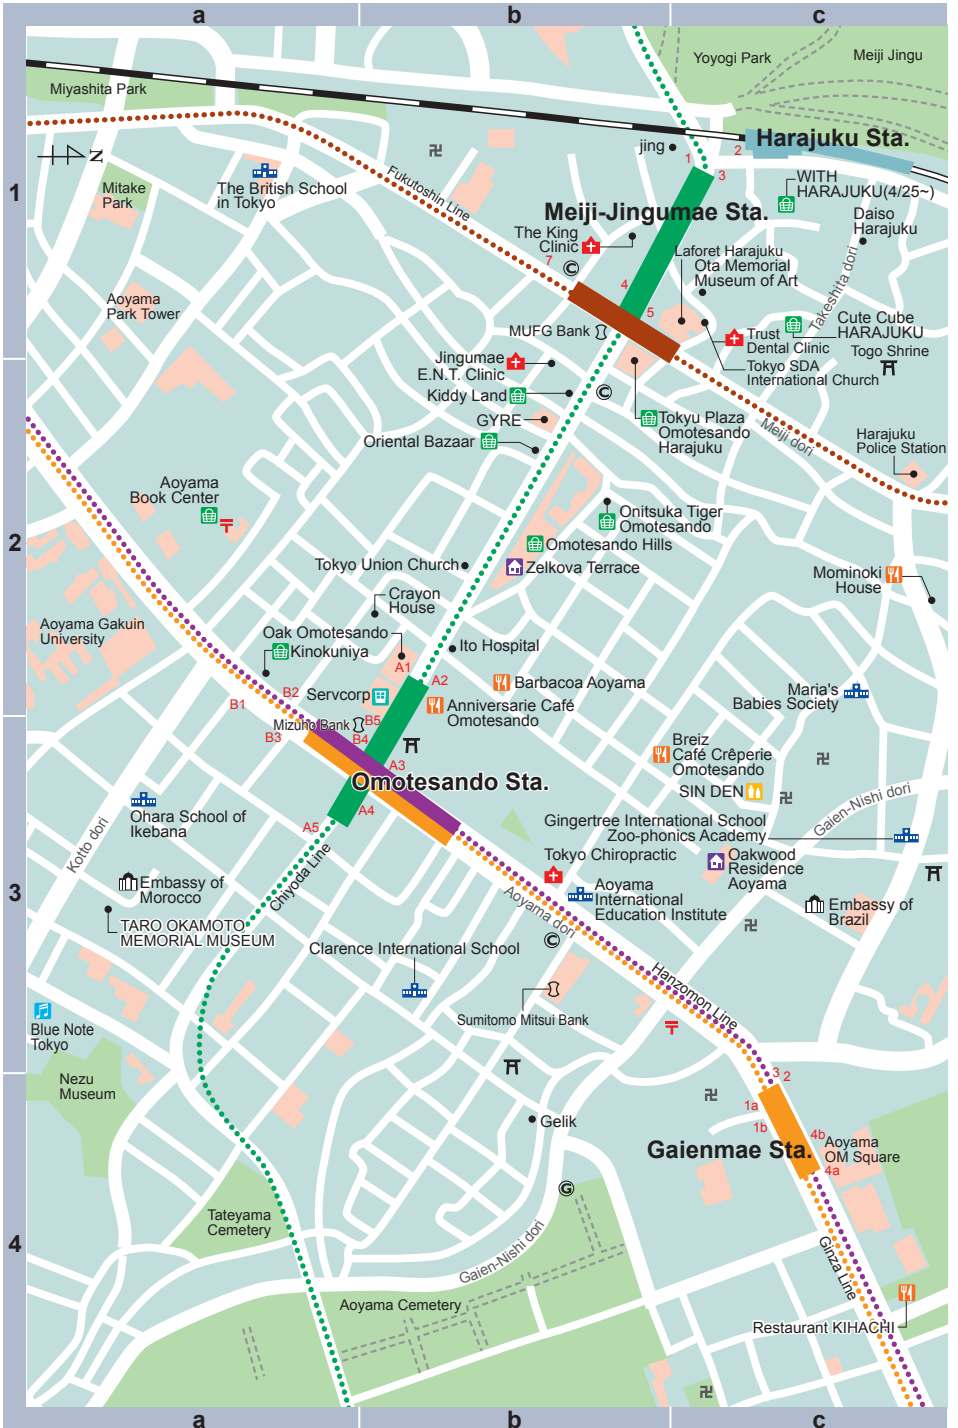 a
b
c
Yoyogi Park
Meiji Jingu
Miyashita Park
Harajuku Sta.
jing
2
1
3
N
Mitake
Park
The British School
in Tokyo
Fukutoshin Line
WITH
HARAJUKU(4/25~)
1
Meiji-Jingumae Sta.
Daiso
Harajuku
The King
Clinic
7
C
Laforet Harajuku
Ota Memorial
Museum of Art
Takeshita dori
4
5
Aoyama
Park Tower
MUFG Bank
Cute Cube
HARAJUKU
Trust
Dental Clinic
Togo Shrine
Jingumae
E.N.T. Clinic
Tokyo SDA
International Church
Kiddy Land
C
GYRE
Tokyu Plaza
Omotesando
Harajuku
Meiji dori
Oriental Bazaar
Harajuku
Police Station
Aoyama
Book Center
〒
Onitsuka Tiger
Omotesando
2
Omotesando Hills
Tokyo Union Church
Zelkova Terrace
Mominoki
House
Crayon
House
Aoyama Gakuin
University
Oak Omotesando
Kinokuniya
Ito Hospital
A1
A2
B2
B1
Servcorp
Barbacoa Aoyama
Maria's
Babies Society
Anniversarie Café
Omotesando
B5
Mizuho Bank
B3
B4
A3
Breiz
Café Crêperie
Omotesando
Omotesando Sta.
SIN DEN
Ohara School of
Ikebana
A5
A4
Gaien-Nishi dori
Gingertree International School
Zoo-phonics Academy
Kotto dori
Chiyoda Line
Tokyo Chiropractic
Oakwood
Residence
Aoyama
3
Embassy of
Morocco
Aoyama
International
Education Institute
Aoyama dori
Embassy of
Brazil
TARO OKAMOTO
MEMORIAL MUSEUM
C
Clarence International School
Hanzomon Line
Blue Note
Tokyo
Sumitomo Mitsui Bank
〒
Nezu
Museum
3
2
1a
1b
Gelik
Gaienmae Sta.
4b
4a
Aoyama
OM Square
G
Tateyama
Cemetery
4
Gaien-Nishi dori
Ginza Line
Aoyama Cemetery
Restaurant KIHACHI
a
b
c